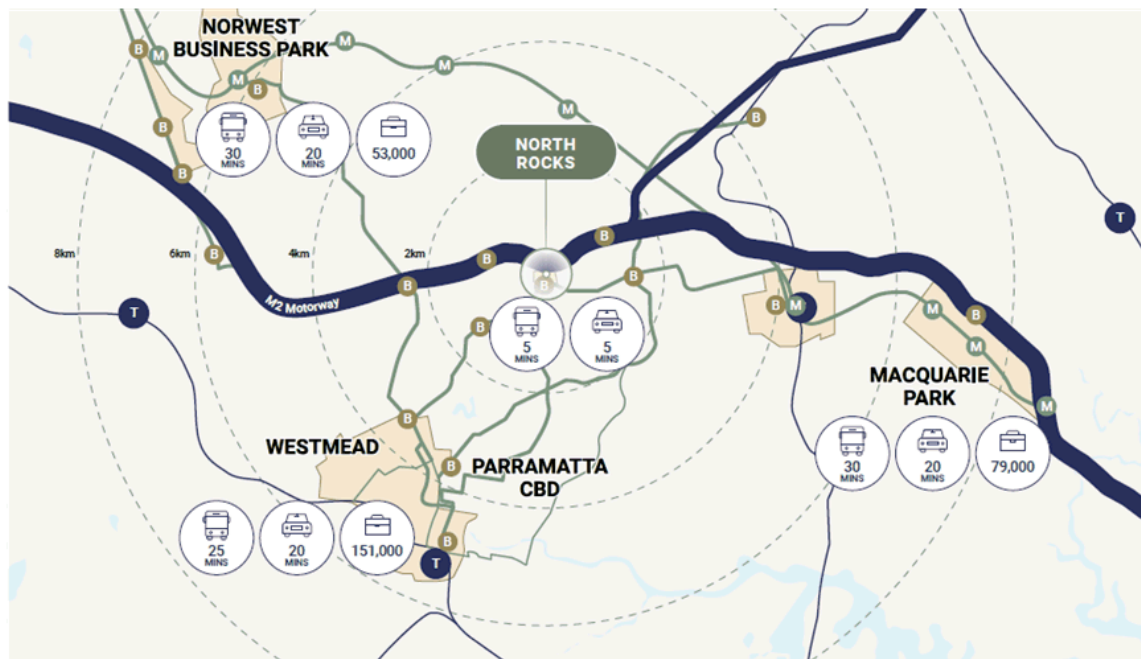 NORWEST
BUSINESS PARK
B
M
M
M
M
B
M
B
B
B
30
MINS
20
MINS
53,000
NORTH
ROCKS
T
B
B
B
8km
6km
4km
2km
B
B
B
B
M2 Motorway
T
B
M
M
B
M
B
5
MINS
5
MINS
MACQUARIE
PARK
M
B
WESTMEAD
30
MINS
20
MINS
79,000
B
PARRAMATTA
CBD
25
MINS
20
MINS
151,000
B
T